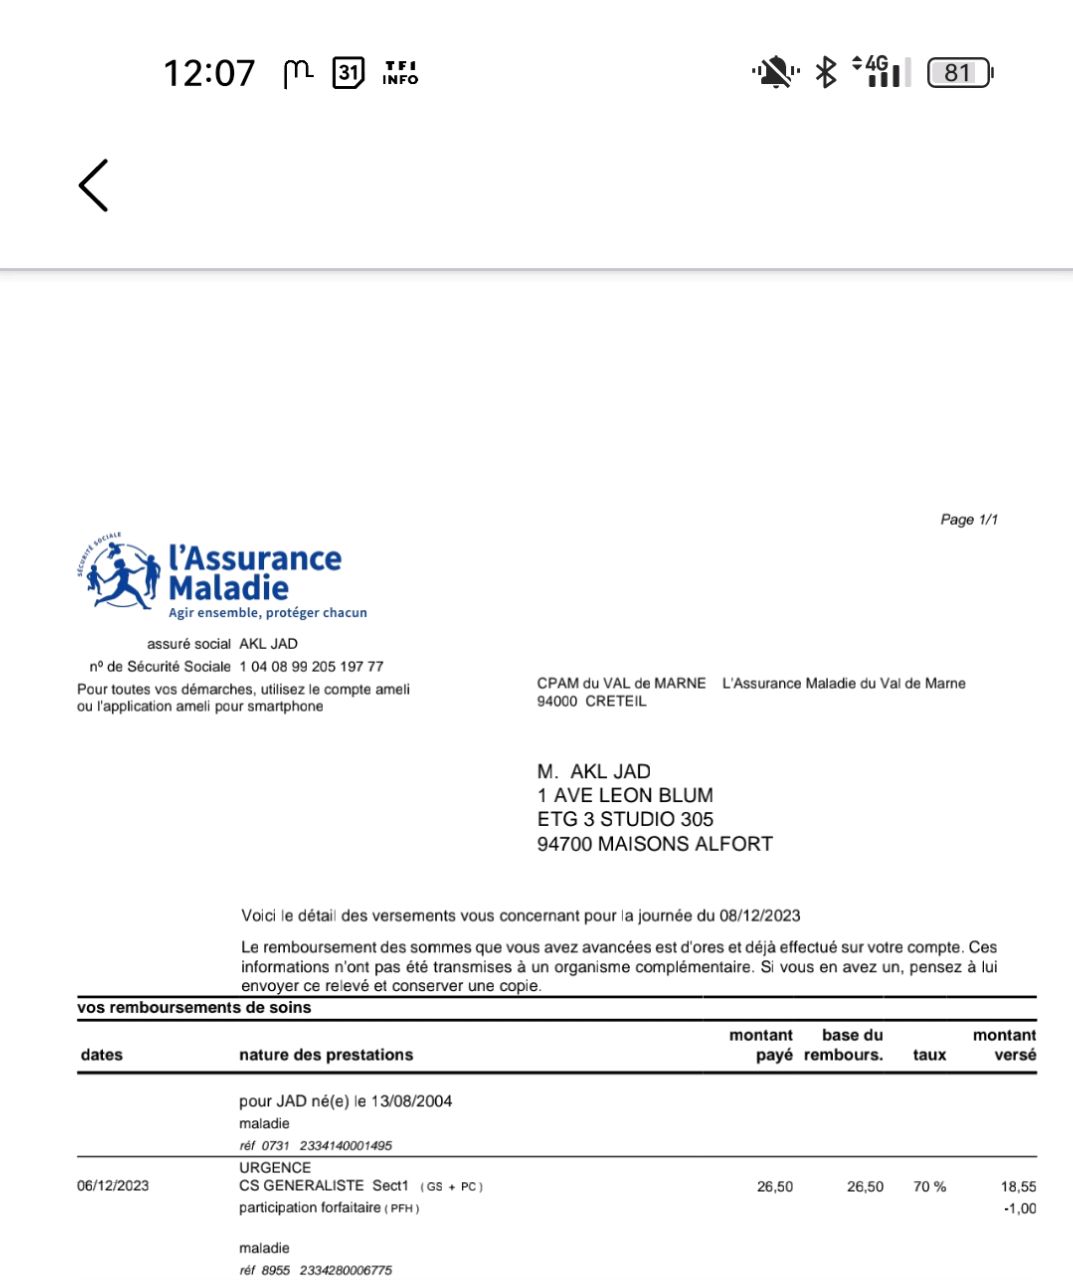 12:07 31 TF1 INFO 4G 81
Page 1/1
SÉCURITÉ SOCIALE
l'Assurance
Maladie
Agir ensemble, protéger chacun
assuré social AKL JAD
nº de Sécurité Sociale 1 04 08 99 205 197 77
Pour toutes vos démarches, utilisez le compte ameli
ou l'application ameli pour smartphone
CPAM du VAL de MARNE L'Assurance Maladie du Val de Marne
94000 CRETEIL
M. AKL JAD
1 AVE LEON BLUM
ETG 3 STUDIO 305
94700 MAISONS ALFORT
Voici le détail des versements vous concernant pour la journée du 08/12/2023
Le remboursement des sommes que vous avez avancées est d'ores et déjà effectué sur votre compte. Ces
informations n'ont pas été transmises à un organisme complémentaire. Si vous en avez un, pensez à lui
envoyer ce relevé et conserver une copie.
vos remboursements de soins
dates nature des prestations montant payé base du rembours. taux montant versé
pour JAD né(e) le 13/08/2004
maladie
réf 0731 2334140001495
URGENCE
06/12/2023 CS GENERALISTE Sect1 (GS + PC) 26,50 26,50 70 % 18,55
participation forfaitaire (PFH) -1,00
maladie
réf 8955 2334280006775